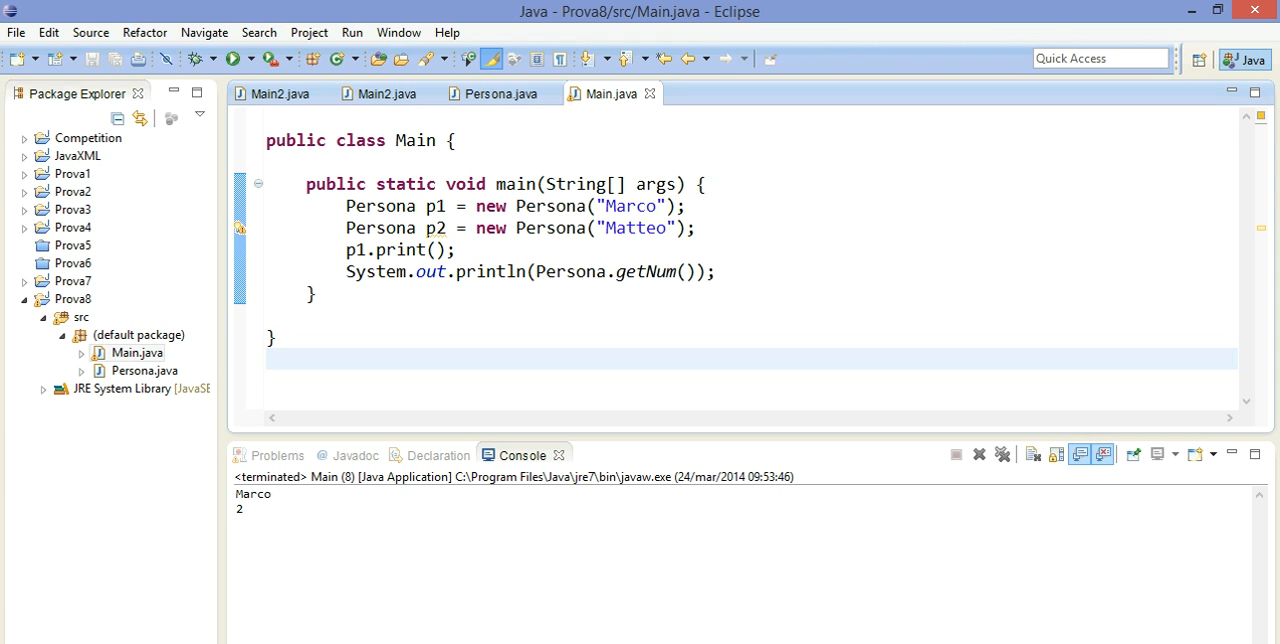 Java - Prova8/src/Main.java - Eclipse
File Edit Source Refactor Navigate Search Project Run Window Help
Quick Access
Java
Package Explorer
Main2.java Main2.java Persona.java Main.java
Competition
JavaXML
Prova1
Prova2
Prova3
Prova4
Prova5
Prova6
Prova7
Prova8
src
(default package)
Main.java
Persona.java
JRE System Library [JavaSE
public class Main {
public static void main(String[] args) {
Persona p1 = new Persona("Marco");
Persona p2 = new Persona("Matteo");
p1.print();
System.out.println(Persona.getNum());
}
}
Problems @ Javadoc Declaration Console
<terminated> Main (8) [Java Application] C:\Program Files\Java\jre7\bin\javaw.exe (24/mar/2014 09:53:46)
Marco
2